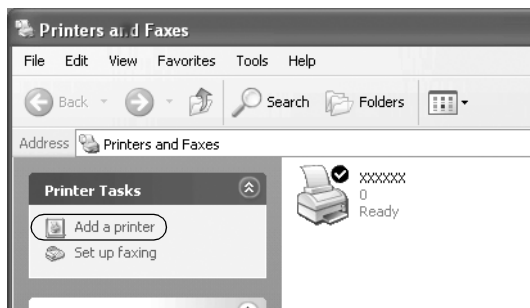 Printers and Faxes
File Edit View Favorites Tools Help
Back Search Folders
Address Printers and Faxes
Printer Tasks
Add a printer
Set up faxing
xxxxxx
0
Ready